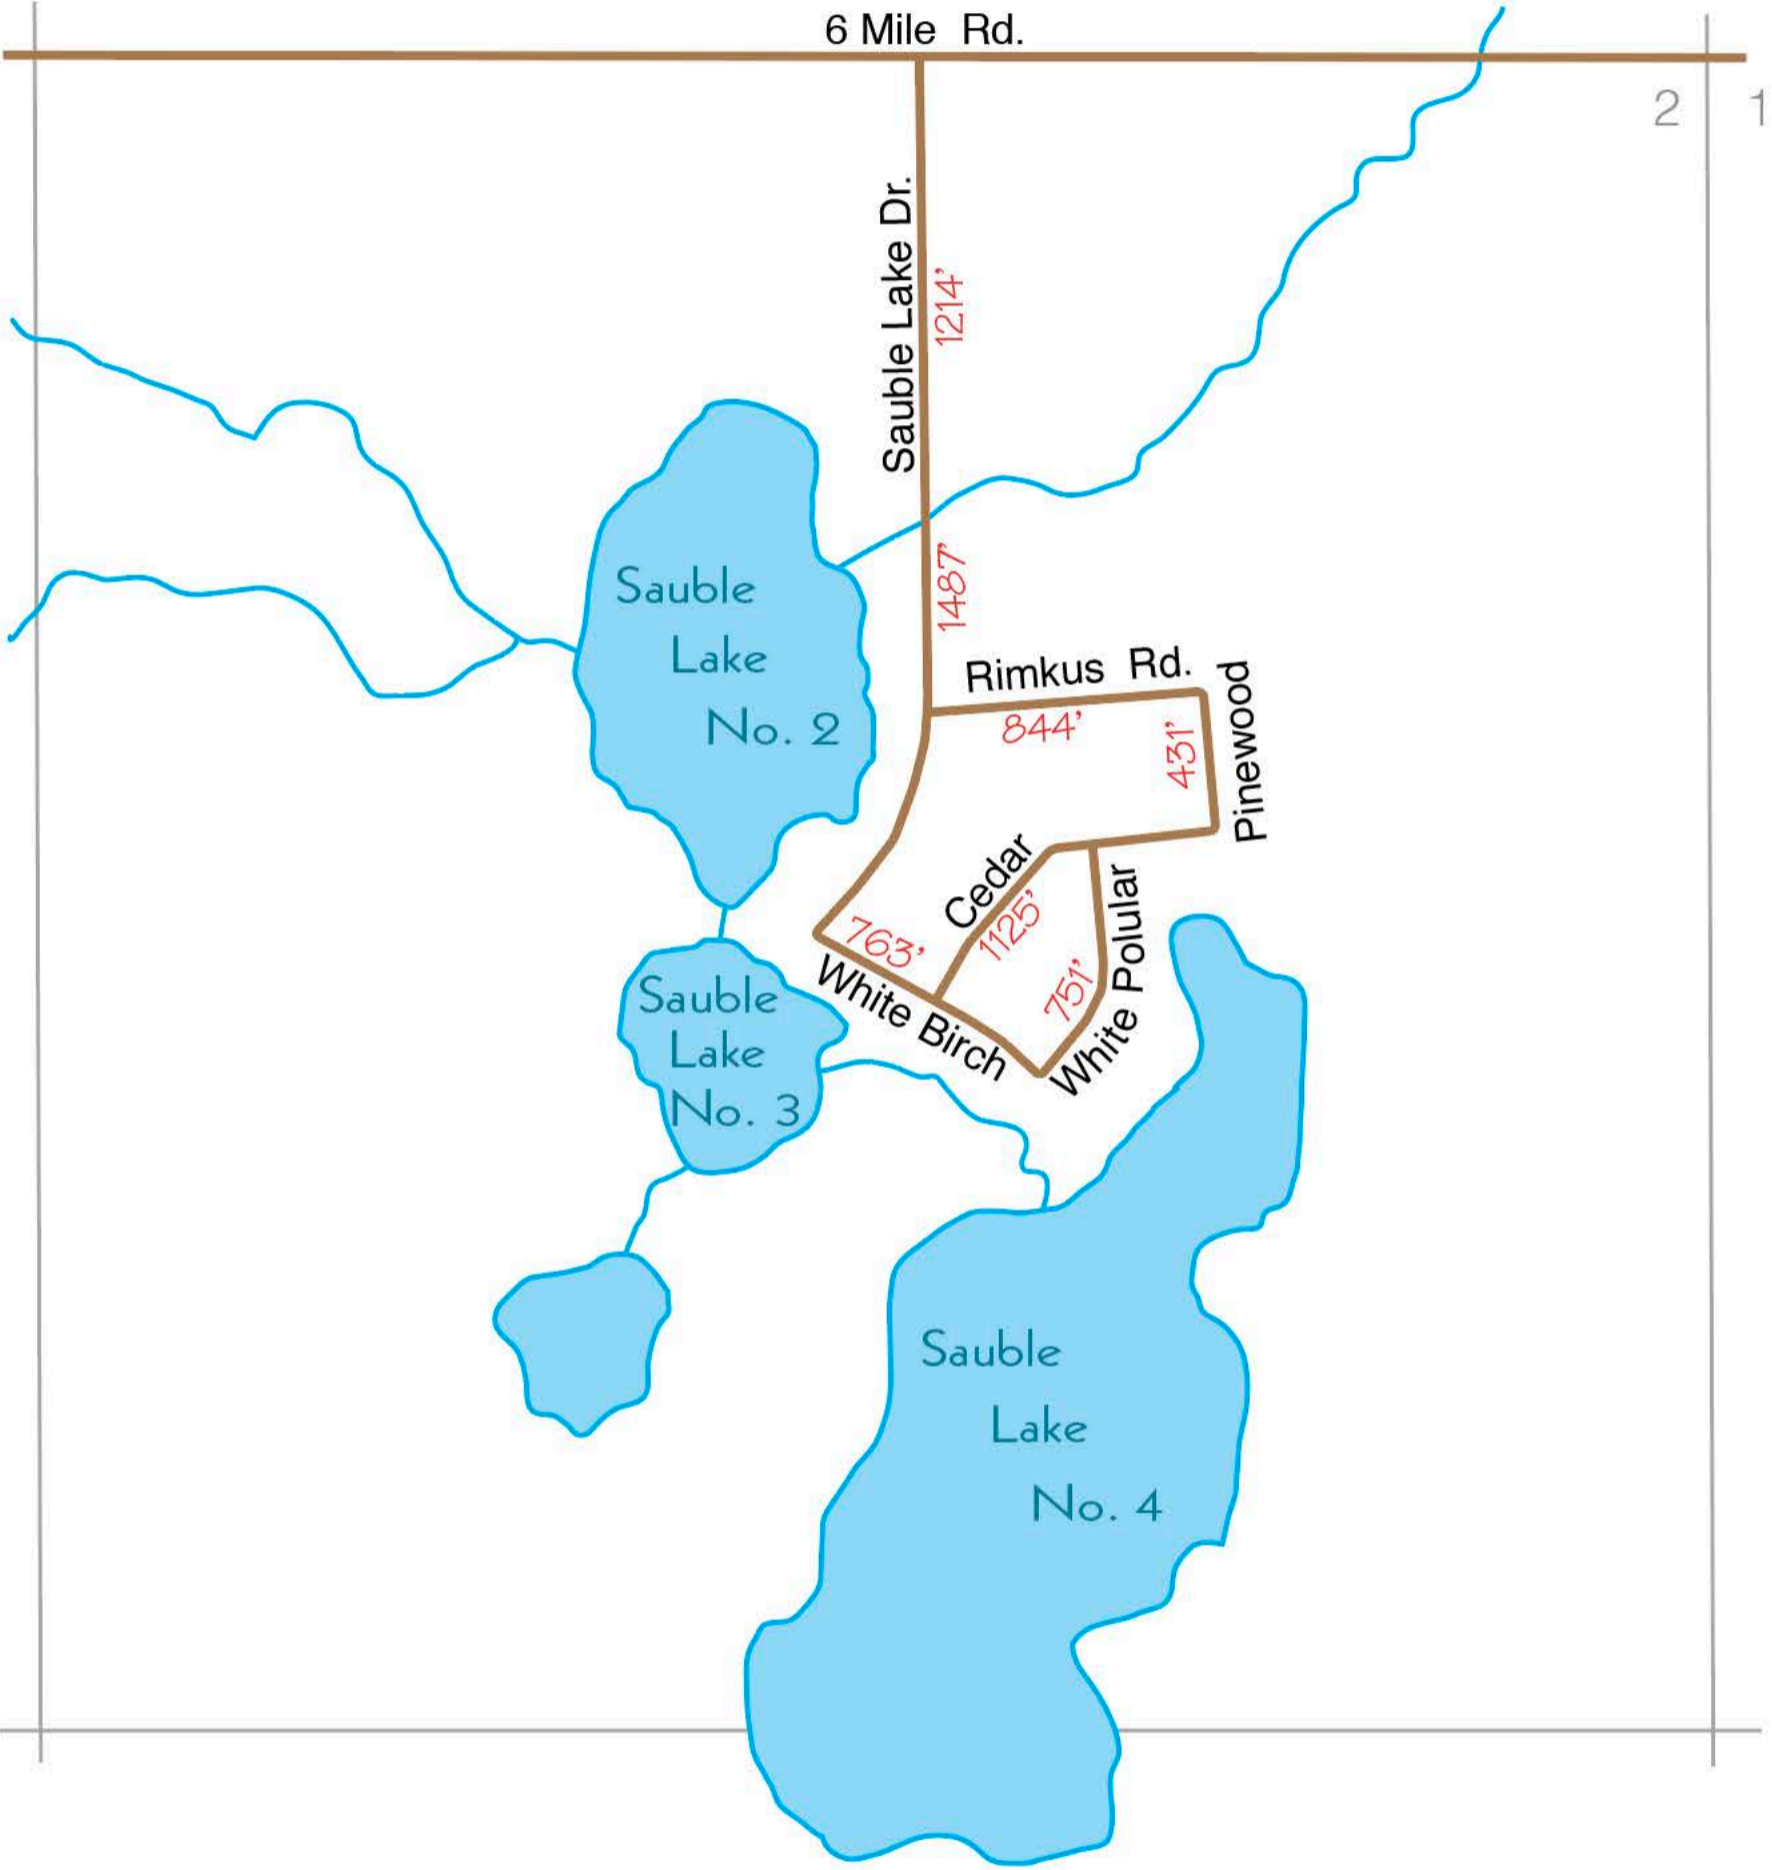 6 Mile Rd.
2
1
Sauble Lake Dr.
1214'
1487'
Rimkus Rd.
844'
431'
Pinewood
Sauble
Lake
No. 2
Cedar
1125'
White Polular
751'
763'
White Birch
Sauble
Lake
No. 3
Sauble
Lake
No. 4